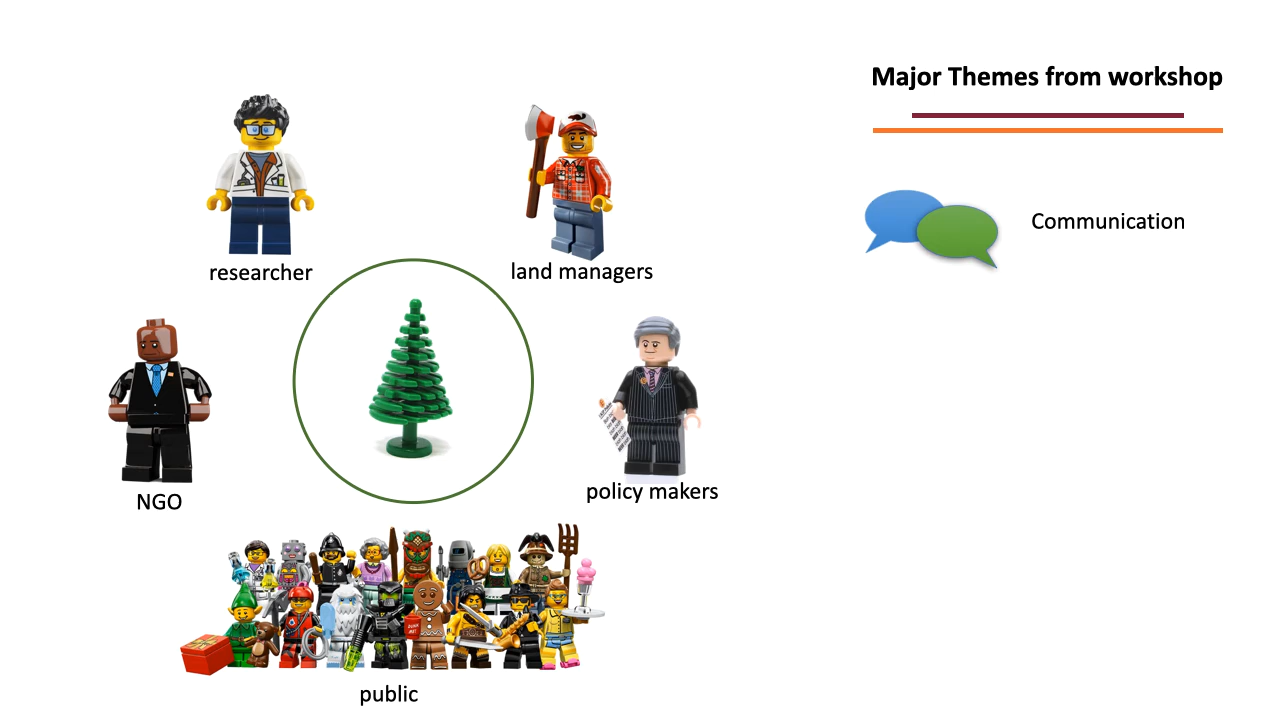 Major Themes from workshop
Communication
researcher
land managers
NGO
policy makers
public